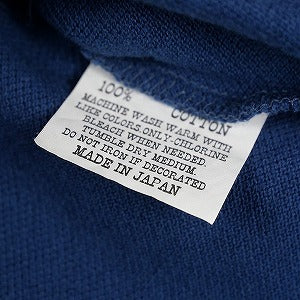 100% COTTON
MACHINE WASH WARM WITH
LIKE COLORS.ONLY-CHLORINE
BLEACH WHEN NEEDED.
TUMBLE DRY MEDIUM.
DO NOT IRON IF DECORATED
MADE IN JAPAN